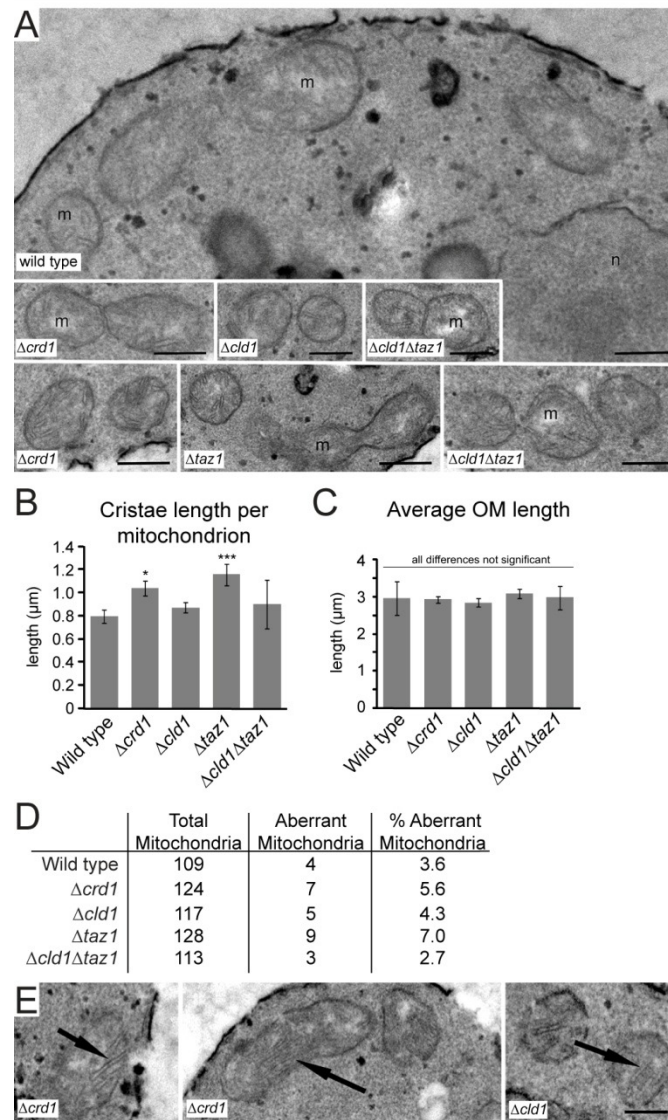 A
m
m
n
wild type
m
Δcrd1
Δcld1
m
Δcld1Δtaz1
Δcrd1
m
Δtaz1
m
Δcld1Δtaz1
B
Cristae length per
mitochondrion
length (µm)
1.4
1.2
1.0
0.8
0.6
0.4
0.2
0
*
***
Wild type
Δcrd1
Δcld1
Δtaz1
Δcld1Δtaz1
C
Average OM length
all differences not significant
length (µm)
4
3
2
1
0
Wild type
Δcrd1
Δcld1
Δtaz1
Δcld1Δtaz1
D
Total Mitochondria Aberrant Mitochondria % Aberrant Mitochondria
Wild type 109 4 3.6
Δcrd1 124 7 5.6
Δcld1 117 5 4.3
Δtaz1 128 9 7.0
Δcld1Δtaz1 113 3 2.7
E
Δcrd1
Δcrd1
Δcld1